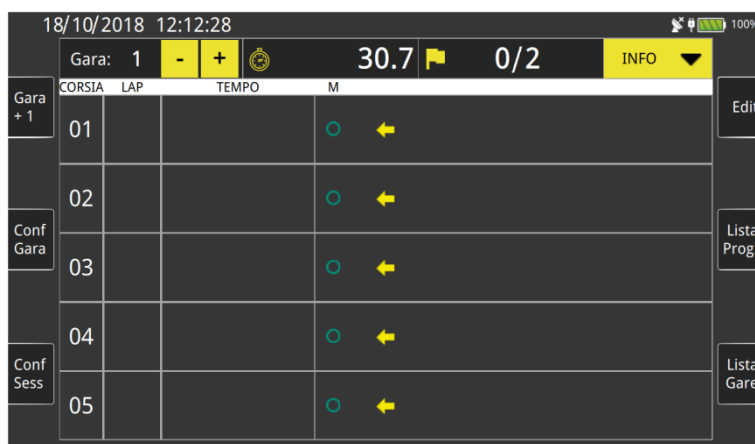 18/10/2018 12:12:28
100%
Gara: 1 - + 30.7 0/2 INFO
CORSIA LAP TEMPO M
Gara
+ 1
Edit
01
02
Conf
Gara
Lista
Prog
03
04
Conf
Sess
Lista
Gare
05